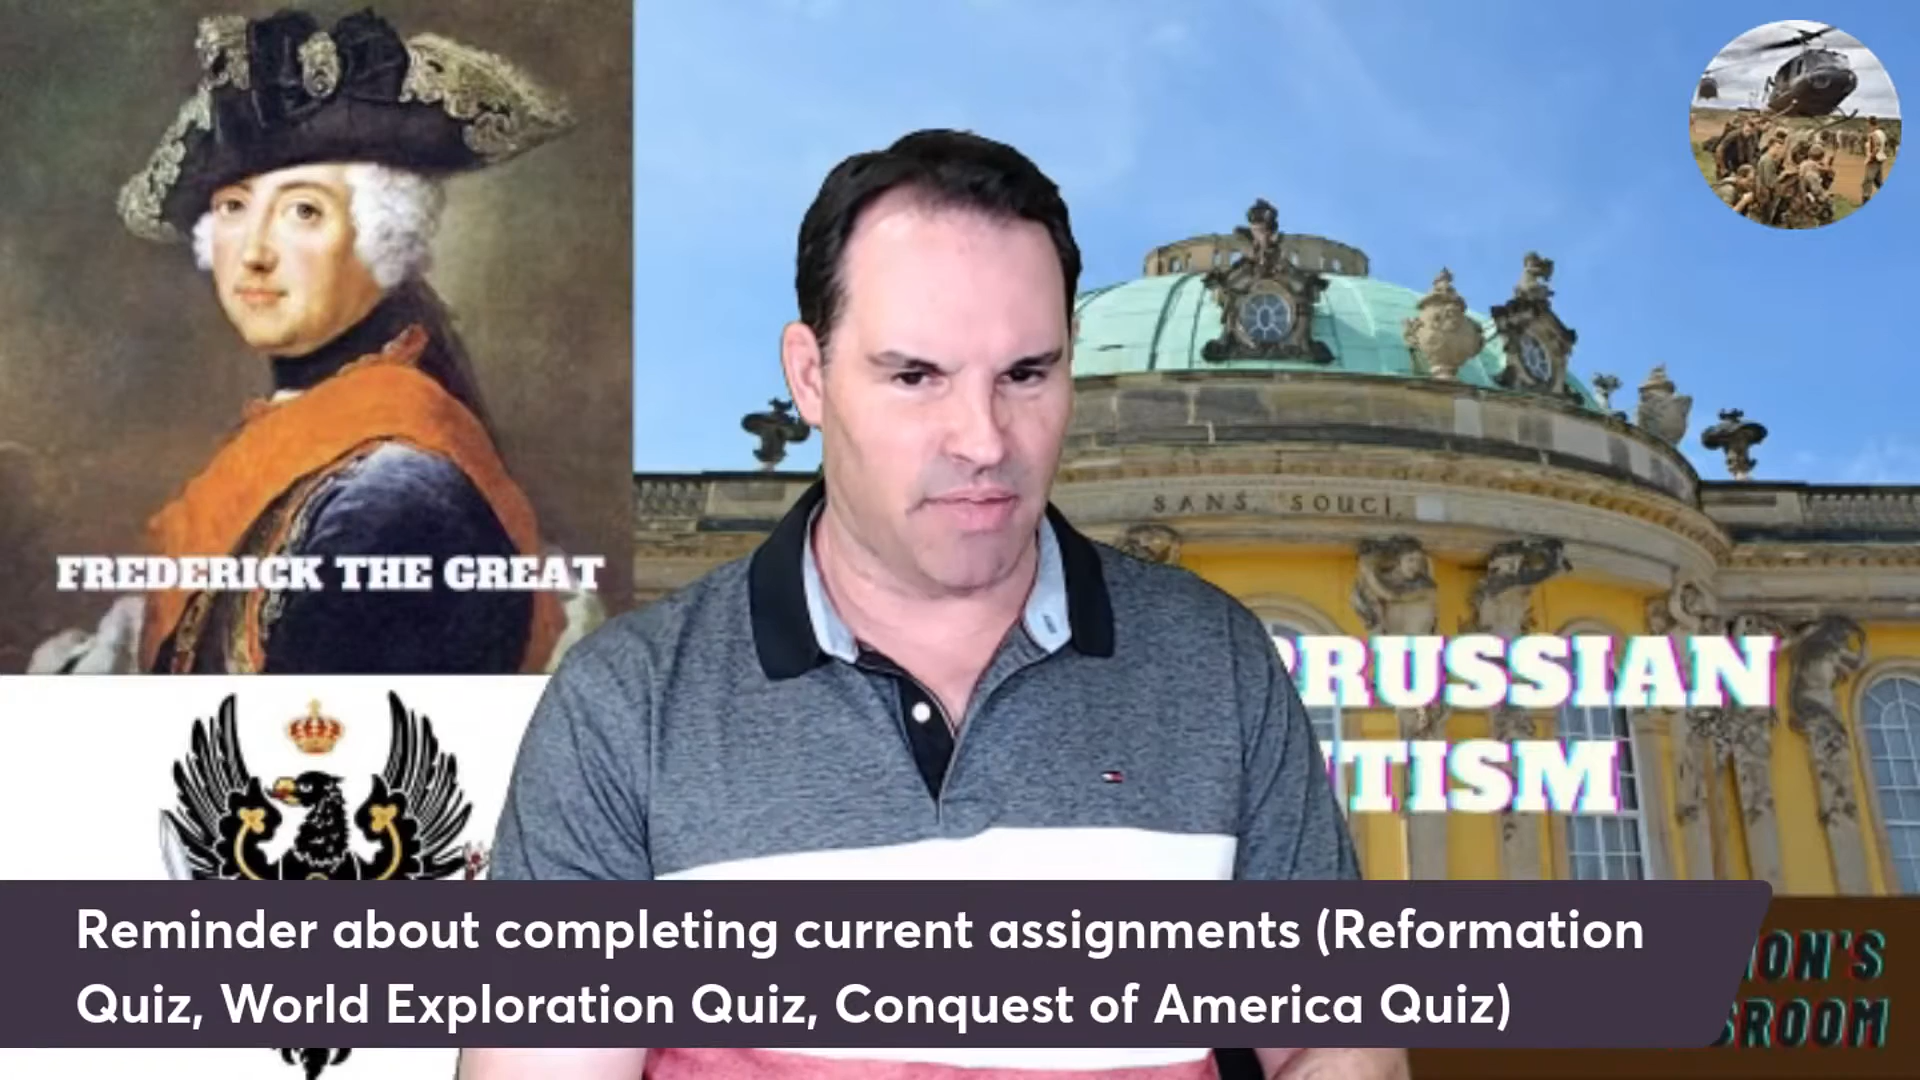 FREDERICK THE GREAT
SANS, SOUCI.
PRUSSIAN
TISM
Reminder about completing current assignments (Reformation
Quiz, World Exploration Quiz, Conquest of America Quiz)
ON'S
SROOM